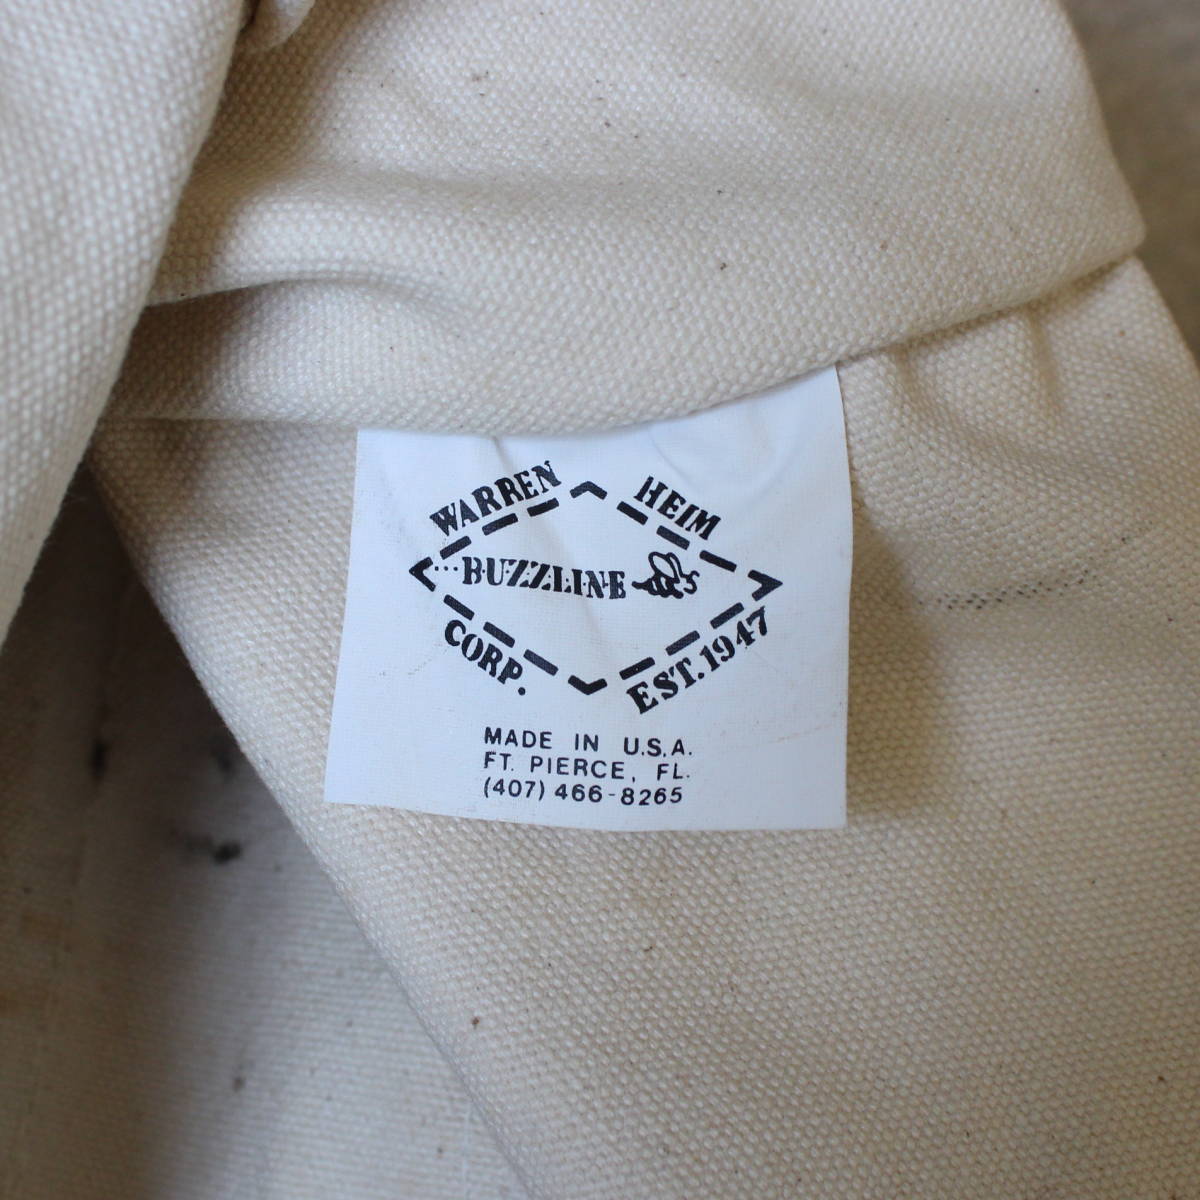 WARREN HEIM
...BUZZLINE
CORP. EST. 1947
MADE IN U.S.A.
FT. PIERCE, FL.
(407) 466-8265